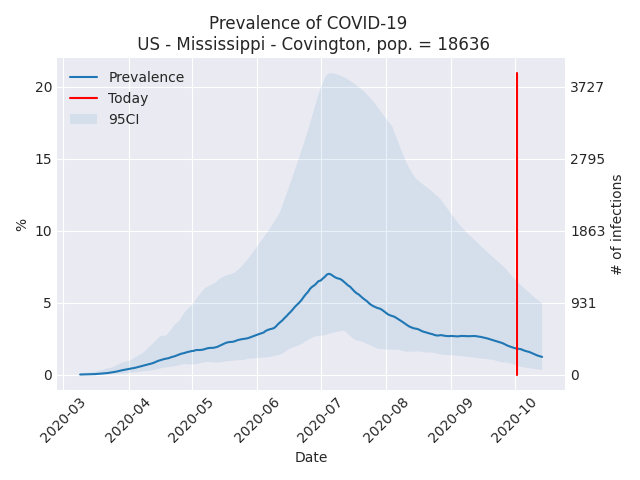 Prevalence of COVID-19
US - Mississippi - Covington, pop. = 18636
Prevalence
Today
95CI
20
15
10
5
0
%
3727
2795
1863
931
0
# of infections
2020-03
2020-04
2020-05
2020-06
2020-07
2020-08
2020-09
2020-10
Date